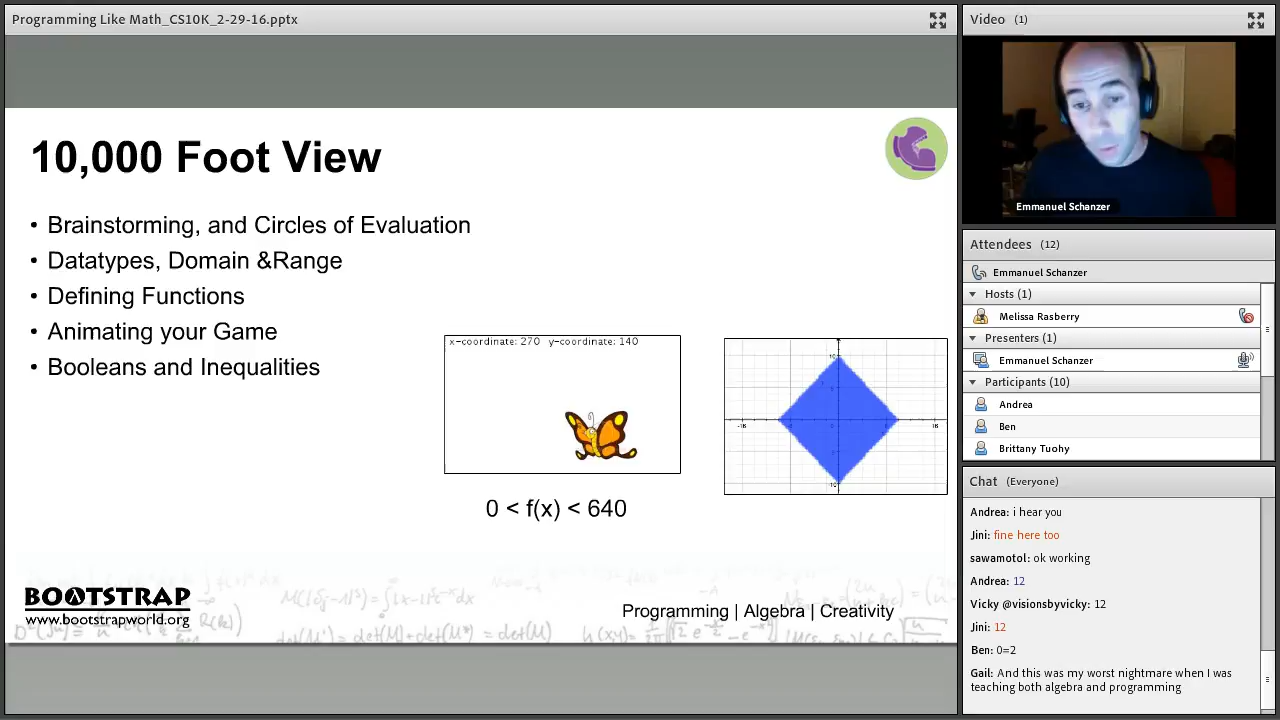 Programming Like Math_CS10K_2-29-16.pptx
10,000 Foot View
• Brainstorming, and Circles of Evaluation
• Datatypes, Domain &Range
• Defining Functions
• Animating your Game
• Booleans and Inequalities
x-coordinate: 270 y-coordinate: 140
0 < f(x) < 640
BOOTSTRAP
www.bootstrapworld.org
Programming | Algebra | Creativity
Video (1)
Emmanuel Schanzer
Attendees (12)
Emmanuel Schanzer
Hosts (1)
Melissa Rasberry
Presenters (1)
Emmanuel Schanzer
Participants (10)
Andrea
Ben
Brittany Tuohy
Chat (Everyone)
Andrea: i hear you
Jini: fine here too
sawamotol: ok working
Andrea: 12
Vicky @visionsbyvicky: 12
Jini: 12
Ben: 0=2
Gail: And this was my worst nightmare when I was
teaching both algebra and programming